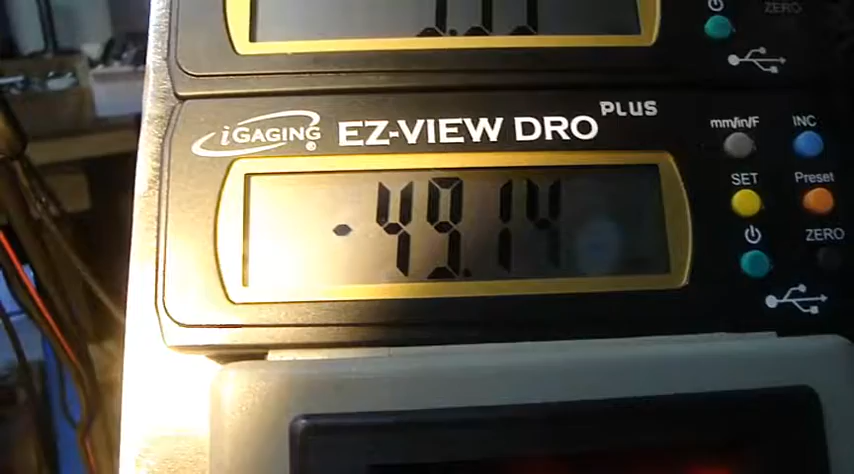 ZERO
iGAGING®
EZ-VIEW DRO PLUS
mm/in/F INC
SET Preset
ZERO
-49.14